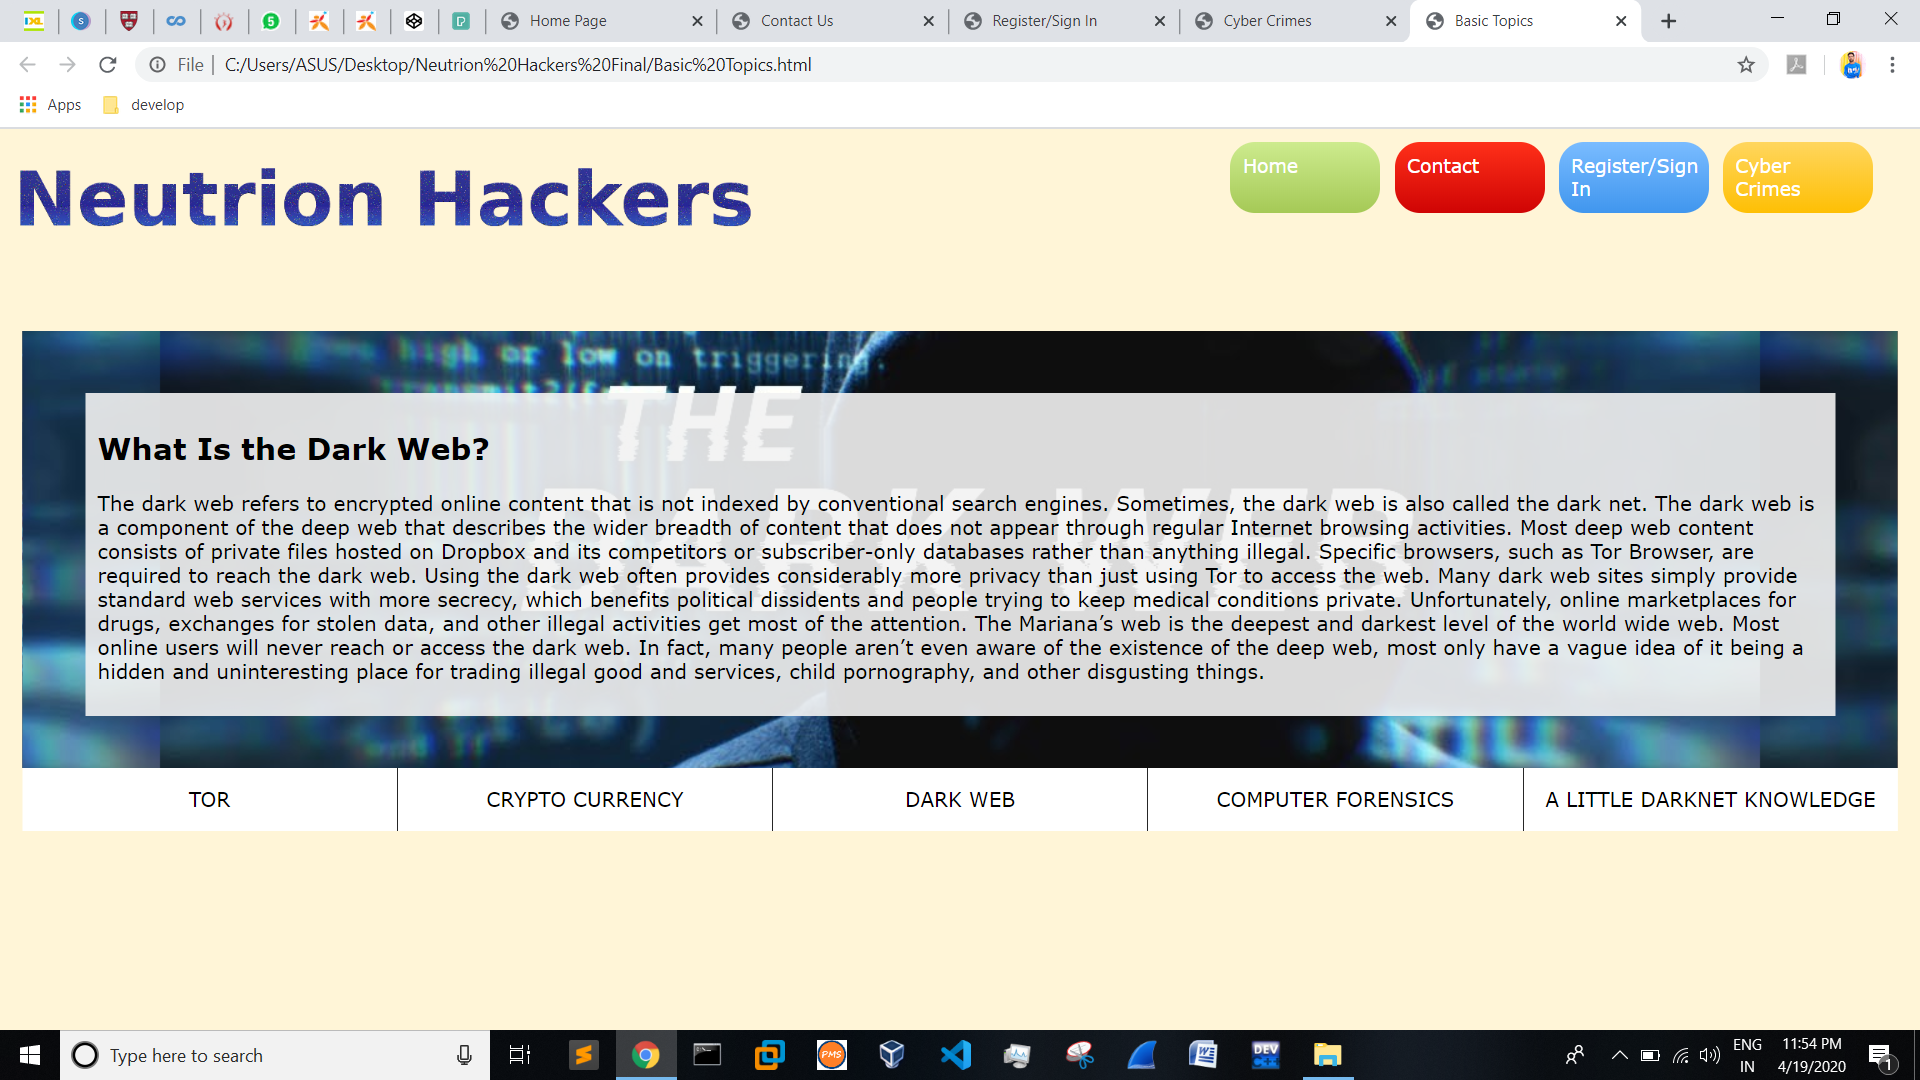 Home Page
Contact Us
Register/Sign In
Cyber Crimes
Basic Topics
File
C:/Users/ASUS/Desktop/Neutrion%20Hackers%20Final/Basic%20Topics.html
Apps
develop
Neutrion Hackers
Home
Contact
Register/Sign
In
Cyber
Crimes
high or low on triggering.
THE
DARK WEB
What Is the Dark Web?
The dark web refers to encrypted online content that is not indexed by conventional search engines. Sometimes, the dark web is also called the dark net. The dark web is
a component of the deep web that describes the wider breadth of content that does not appear through regular Internet browsing activities. Most deep web content
consists of private files hosted on Dropbox and its competitors or subscriber-only databases rather than anything illegal. Specific browsers, such as Tor Browser, are
required to reach the dark web. Using the dark web often provides considerably more privacy than just using Tor to access the web. Many dark web sites simply provide
standard web services with more secrecy, which benefits political dissidents and people trying to keep medical conditions private. Unfortunately, online marketplaces for
drugs, exchanges for stolen data, and other illegal activities get most of the attention. The Mariana’s web is the deepest and darkest level of the world wide web. Most
online users will never reach or access the dark web. In fact, many people aren’t even aware of the existence of the deep web, most only have a vague idea of it being a
hidden and uninteresting place for trading illegal good and services, child pornography, and other disgusting things.
TOR
CRYPTO CURRENCY
DARK WEB
COMPUTER FORENSICS
A LITTLE DARKNET KNOWLEDGE
Type here to search
PMS
DEV
ENG
IN
11:54 PM
4/19/2020
1